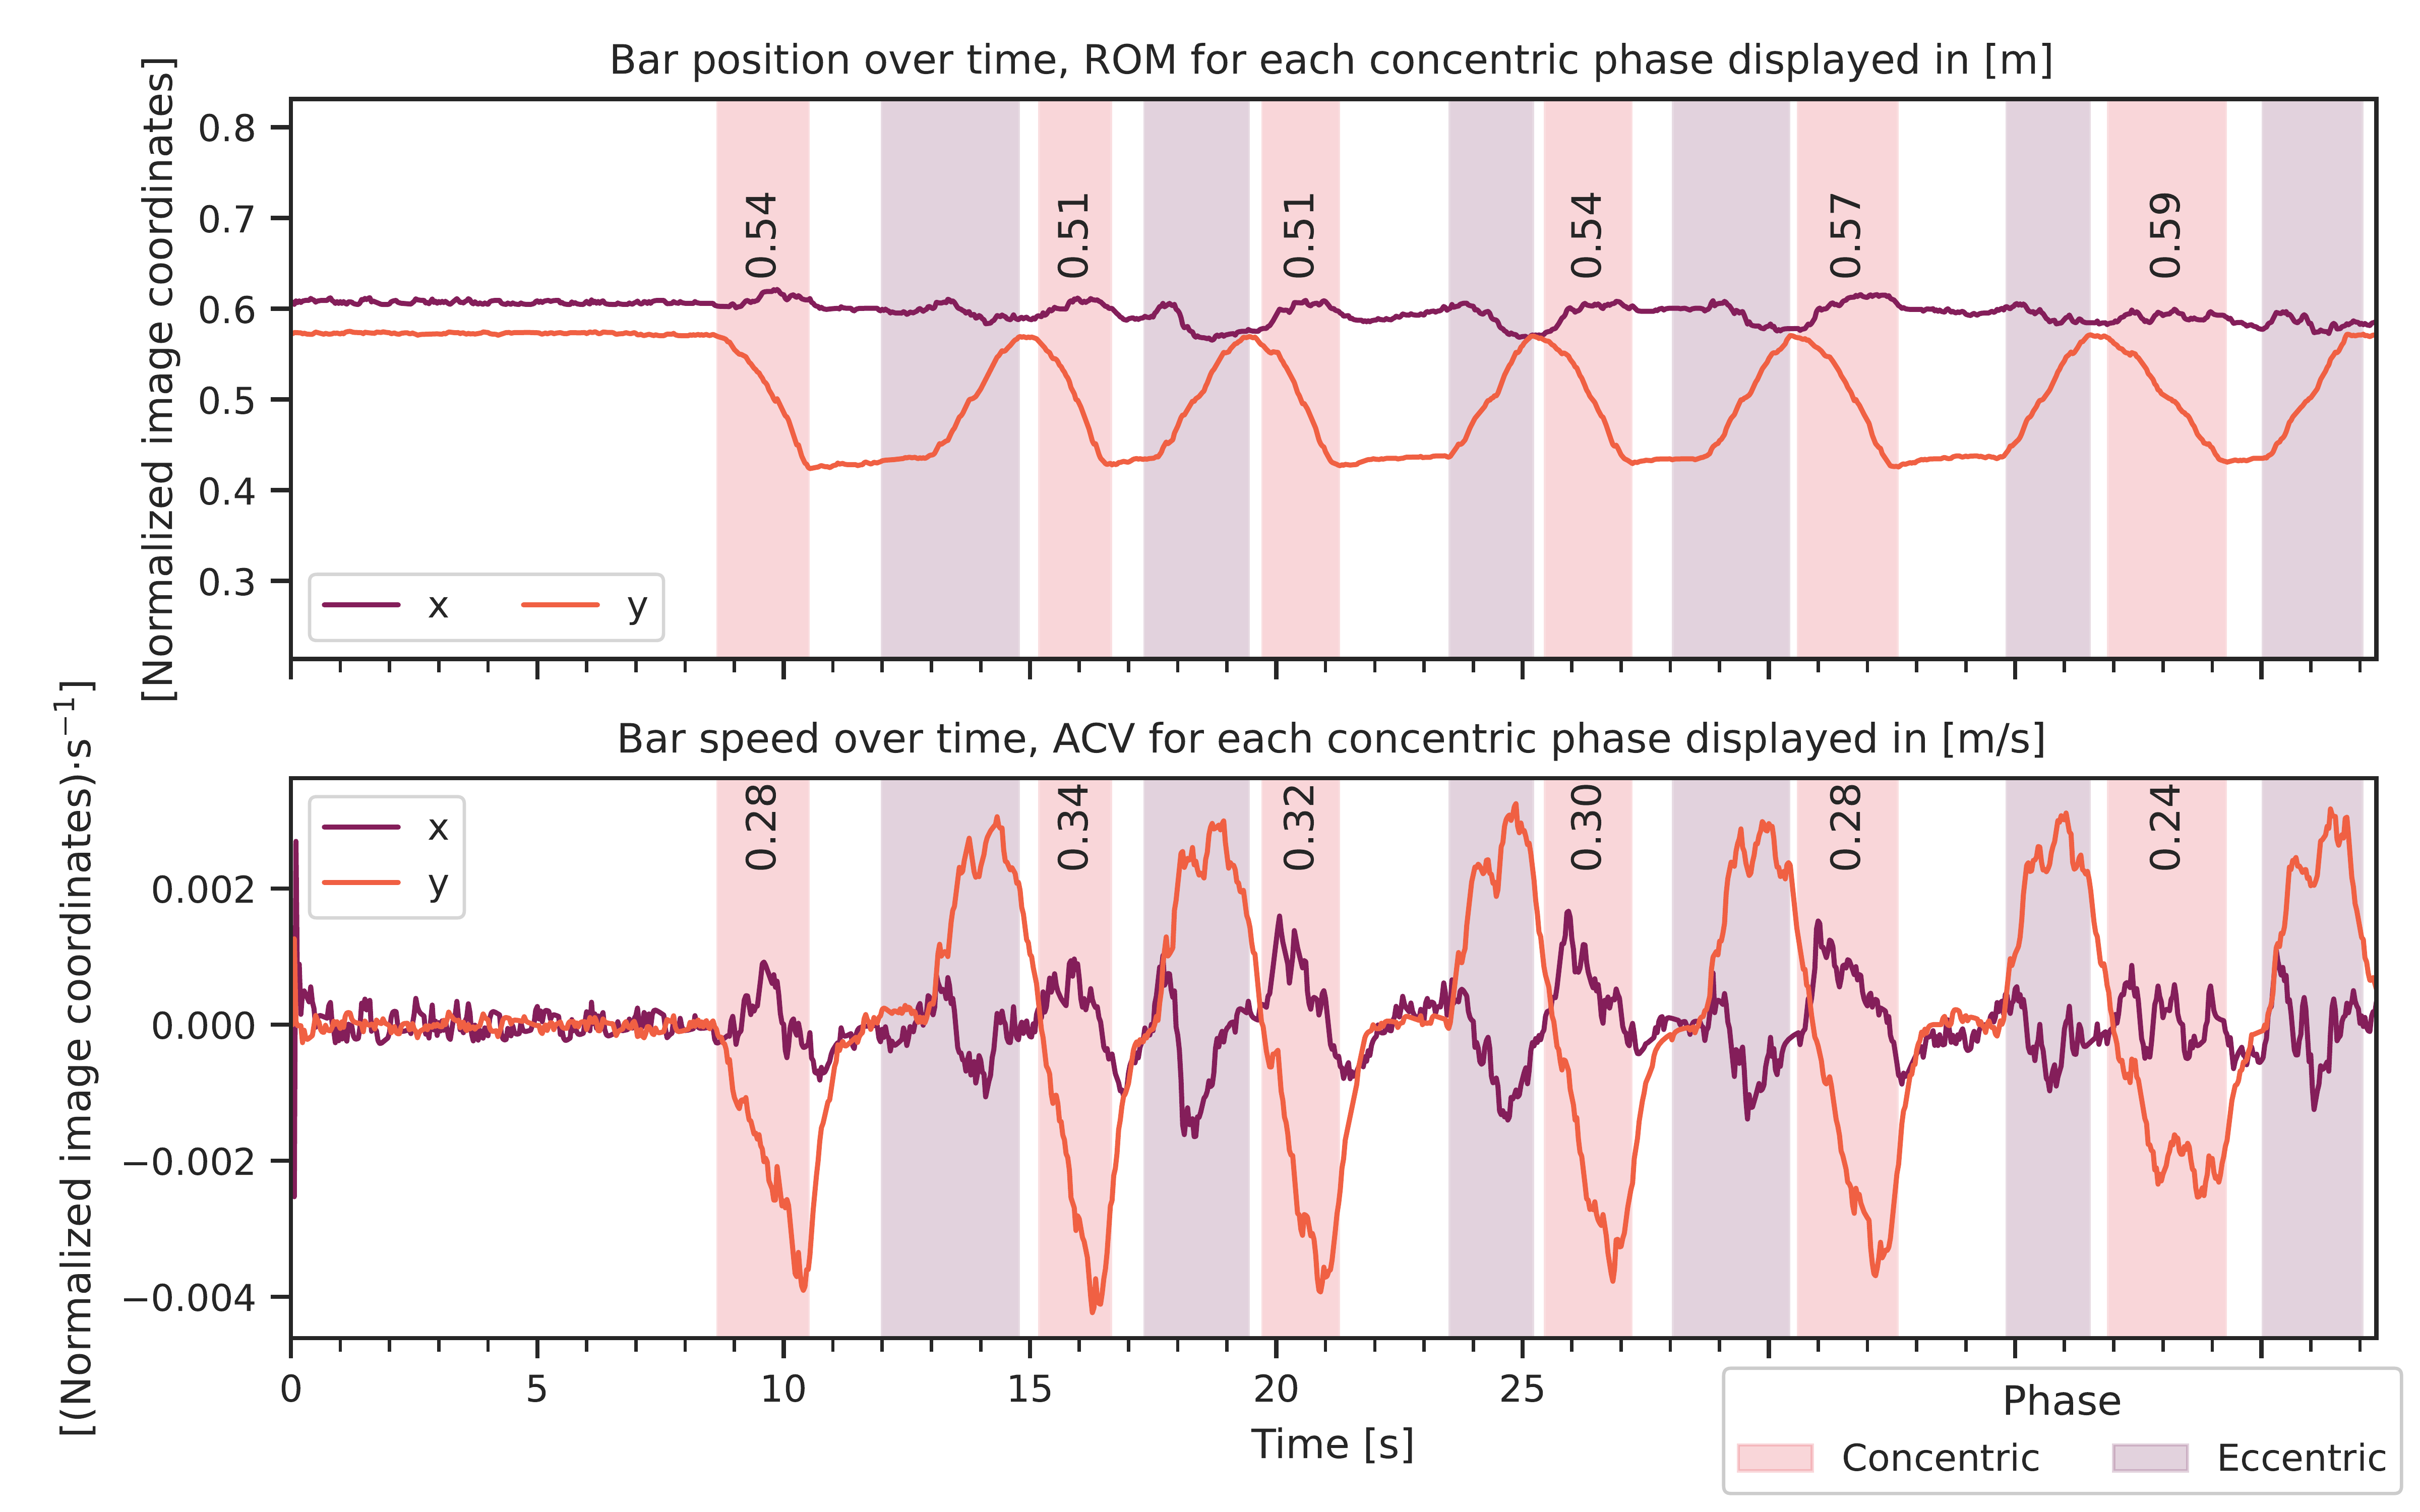 Bar position over time, ROM for each concentric phase displayed in [m]
[Normalized image coordinates]
0.8
0.7
0.6
0.5
0.4
0.3
0.54
0.51
0.51
0.54
0.57
0.59
x y
Bar speed over time, ACV for each concentric phase displayed in [m/s]
[(Normalized image coordinates)·s⁻¹]
0.002
0.000
−0.002
−0.004
x
y
0.28
0.34
0.32
0.30
0.28
0.24
0 5 10 15 20 25
Time [s]
Phase
Concentric Eccentric